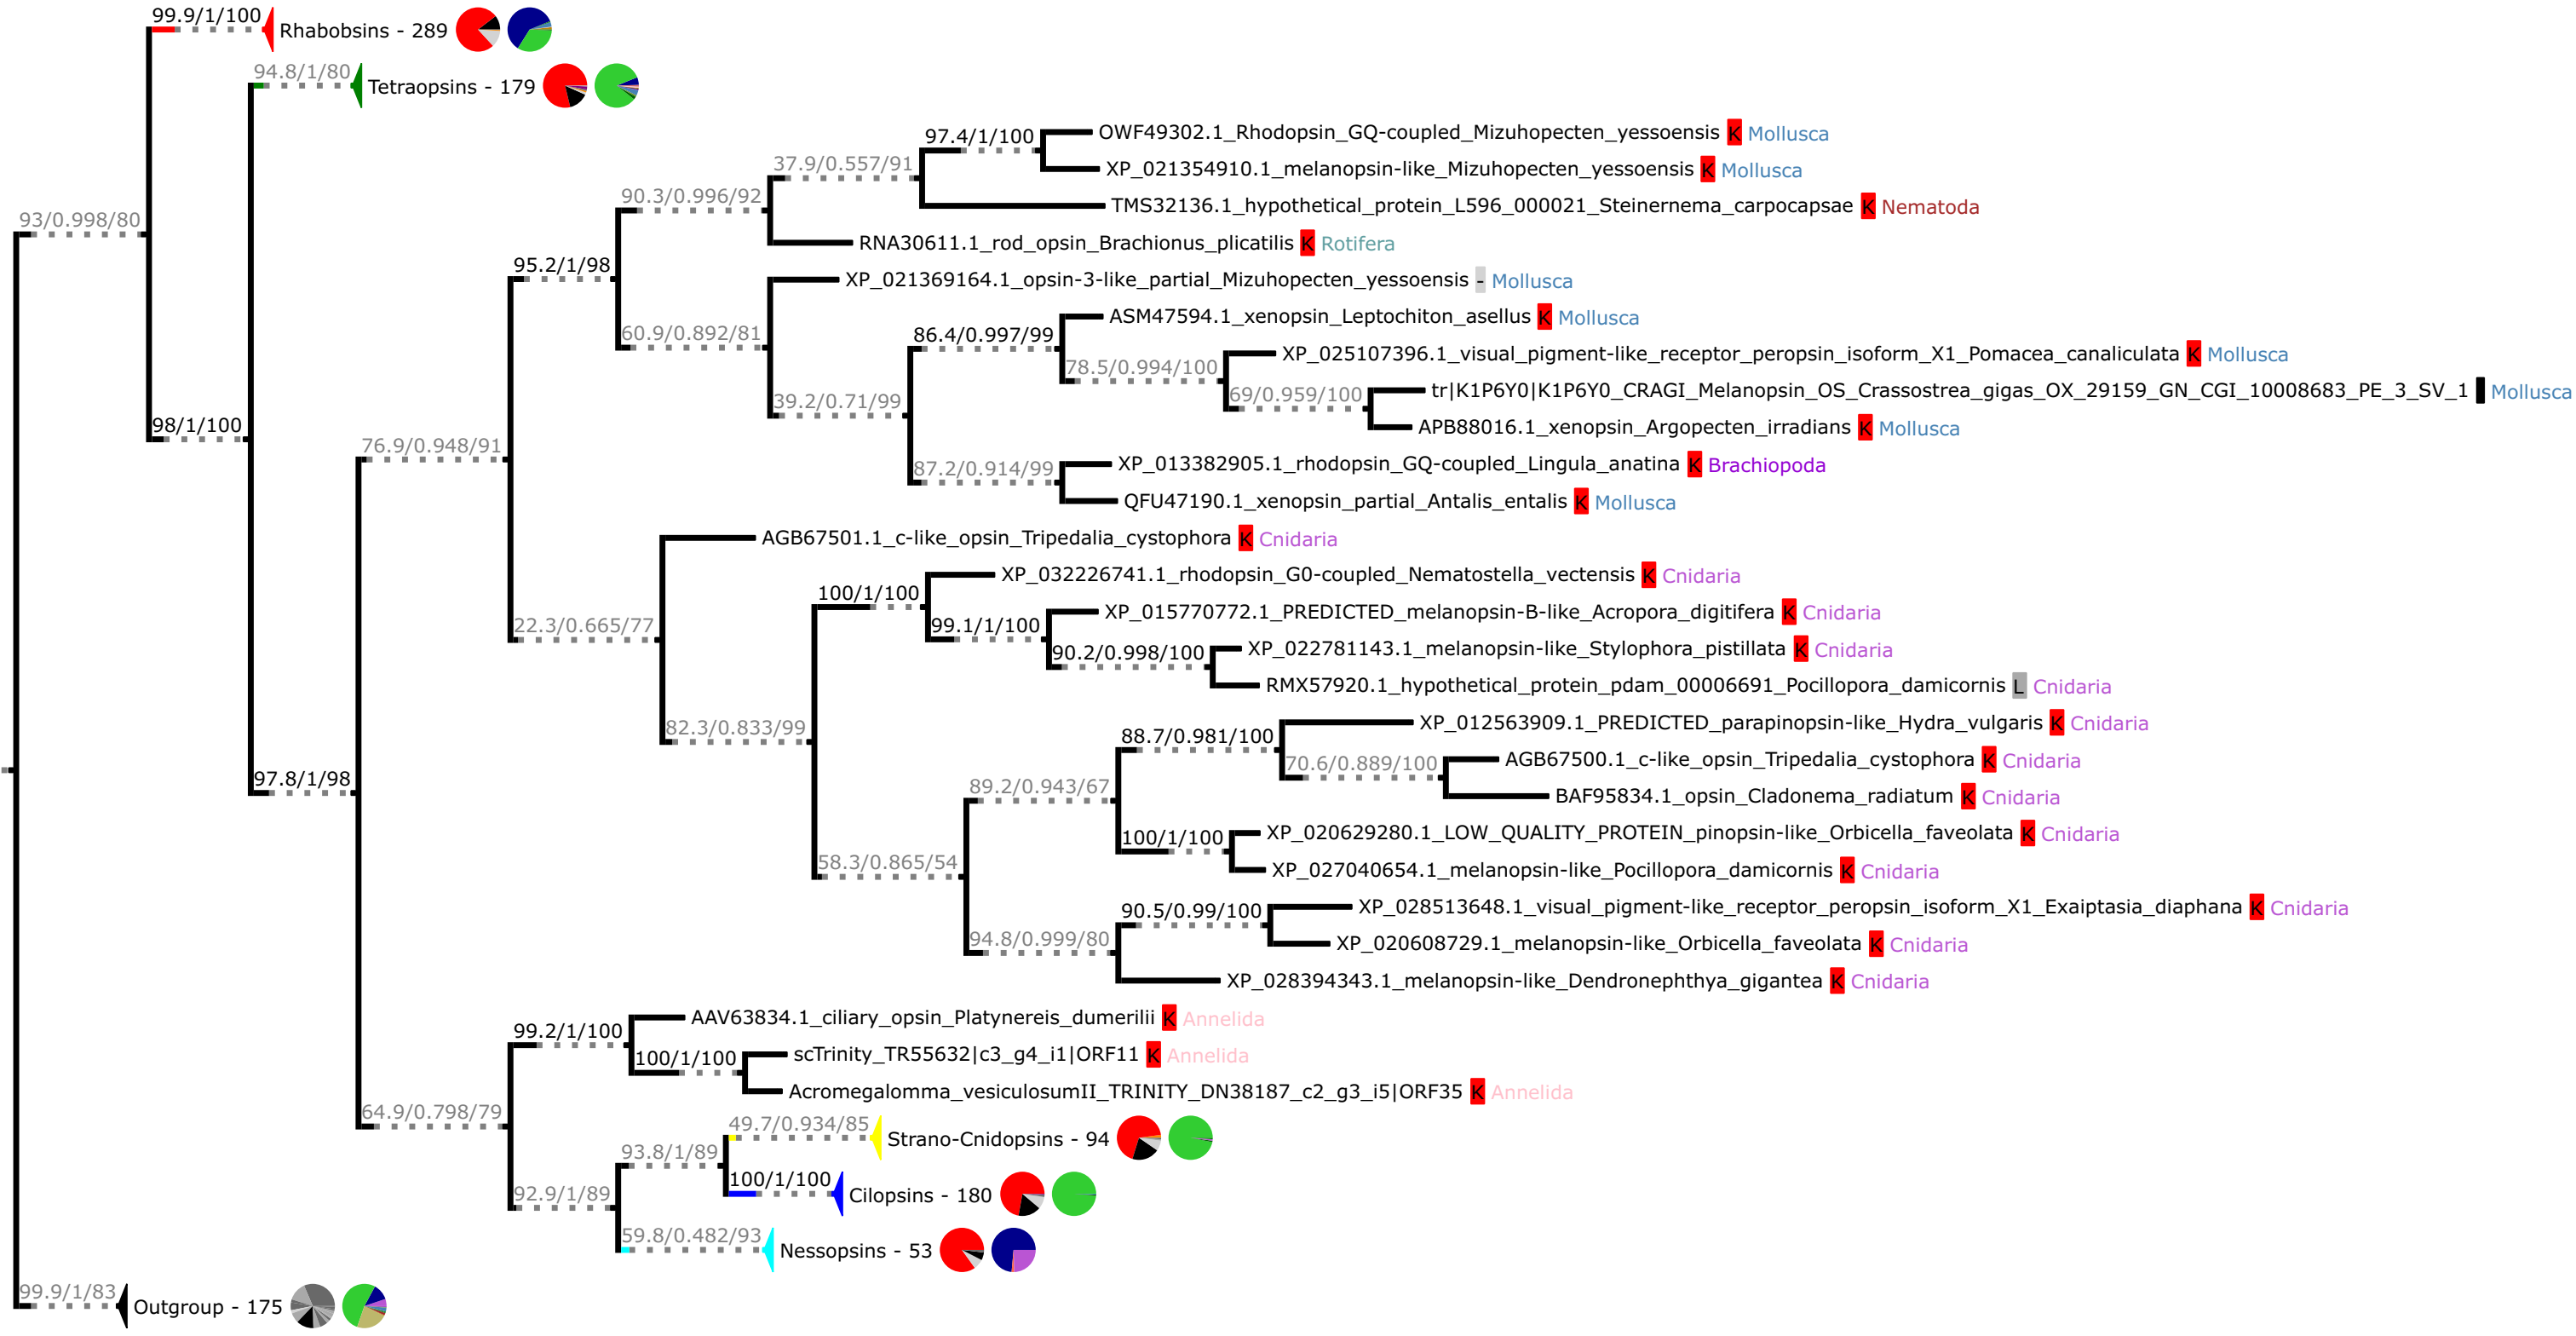 99.9/1/100
Rhabobsins - 289
94.8/1/80
Tetraopsins - 179
OWF49302.1_Rhodopsin_GQ-coupled_Mizuhopecten_yessoensis K Mollusca
97.4/1/100
37.9/0.557/91
XP_021354910.1_melanopsin-like_Mizuhopecten_yessoensis K Mollusca
90.3/0.996/92
TMS32136.1_hypothetical_protein_L596_000021_Steinernema_carpocapsae K Nematoda
93/0.998/80
RNA30611.1_rod_opsin_Brachionus_plicatilis K Rotifera
95.2/1/98
XP_021369164.1_opsin-3-like_partial_Mizuhopecten_yessoensis - Mollusca
ASM47594.1_xenopsin_Leptochiton_asellus K Mollusca
60.9/0.892/81
86.4/0.997/99
XP_025107396.1_visual_pigment-like_receptor_peropsin_isoform_X1_Pomacea_canaliculata K Mollusca
78.5/0.994/100
tr|K1P6Y0|K1P6Y0_CRAGI_Melanopsin_OS_Crassostrea_gigas_OX_29159_GN_CGI_10008683_PE_3_SV_1 Mollusca
69/0.959/100
39.2/0.71/99
98/1/100
APB88016.1_xenopsin_Argopecten_irradians K Mollusca
76.9/0.948/91
XP_013382905.1_rhodopsin_GQ-coupled_Lingula_anatina K Brachiopoda
87.2/0.914/99
QFU47190.1_xenopsin_partial_Antalis_entalis K Mollusca
AGB67501.1_c-like_opsin_Tripedalia_cystophora K Cnidaria
XP_032226741.1_rhodopsin_G0-coupled_Nematostella_vectensis K Cnidaria
100/1/100
XP_015770772.1_PREDICTED_melanopsin-B-like_Acropora_digitifera K Cnidaria
22.3/0.665/77
99.1/1/100
XP_022781143.1_melanopsin-like_Stylophora_pistillata K Cnidaria
90.2/0.998/100
RMX57920.1_hypothetical_protein_pdam_00006691_Pocillopora_damicornis L Cnidaria
82.3/0.833/99
XP_012563909.1_PREDICTED_parapinopsin-like_Hydra_vulgaris K Cnidaria
88.7/0.981/100
AGB67500.1_c-like_opsin_Tripedalia_cystophora K Cnidaria
70.6/0.889/100
97.8/1/98
89.2/0.943/67
BAF95834.1_opsin_Cladonema_radiatum K Cnidaria
XP_020629280.1_LOW_QUALITY_PROTEIN_pinopsin-like_Orbicella_faveolata K Cnidaria
100/1/100
58.3/0.865/54
XP_027040654.1_melanopsin-like_Pocillopora_damicornis K Cnidaria
XP_028513648.1_visual_pigment-like_receptor_peropsin_isoform_X1_Exaiptasia_diaphana K Cnidaria
90.5/0.99/100
94.8/0.999/80
XP_020608729.1_melanopsin-like_Orbicella_faveolata K Cnidaria
XP_028394343.1_melanopsin-like_Dendronephthya_gigantea K Cnidaria
AAV63834.1_ciliary_opsin_Platynereis_dumerilii K Annelida
99.2/1/100
scTrinity_TR55632|c3_g4_i1|ORF11 K Annelida
100/1/100
Acromegalomma_vesiculosumII_TRINITY_DN38187_c2_g3_i5|ORF35 K Annelida
64.9/0.798/79
49.7/0.934/85
Strano-Cnidopsins - 94
93.8/1/89
100/1/100
Cilopsins - 180
92.9/1/89
59.8/0.482/93
Nessopsins - 53
99.9/1/83
Outgroup - 175